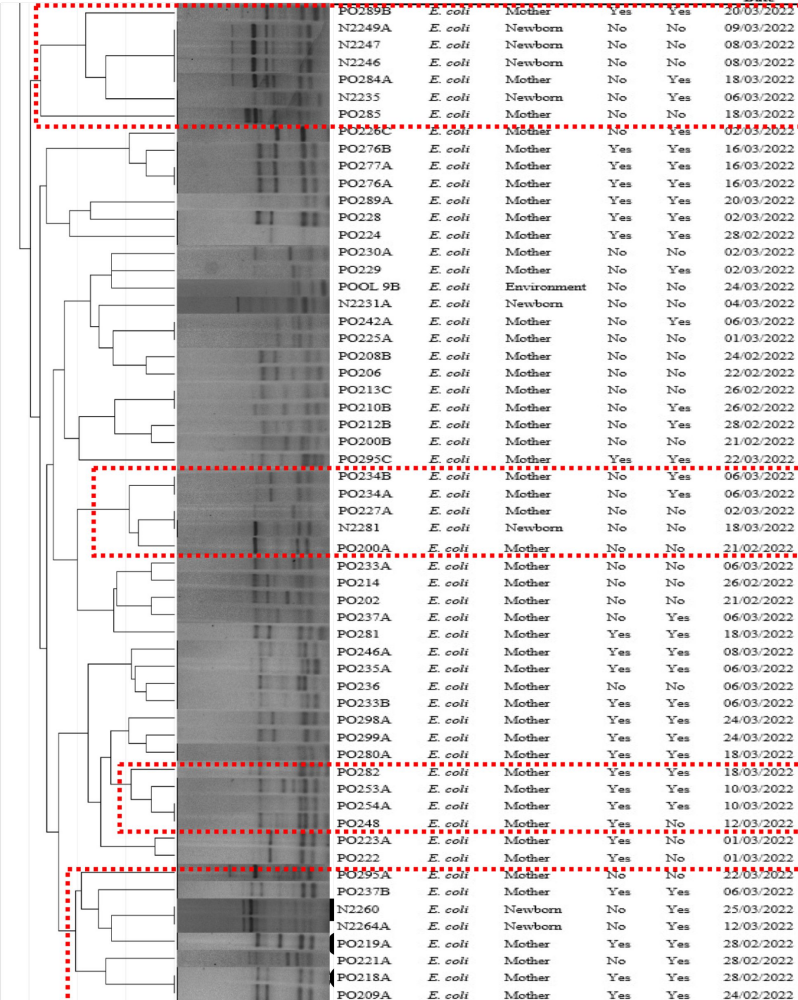 PO289B E. coli Mother Yes Yes 20/03/2022
N2249A E. coli Newborn No No 09/03/2022
N2247 E. coli Newborn No No 08/03/2022
N2246 E. coli Newborn No No 08/03/2022
PO284A E. coli Mother No Yes 18/03/2022
N2235 E. coli Newborn No Yes 06/03/2022
PO285 E. coli Mother No No 18/03/2022
PO226C E. coli Mother No Yes 02/03/2022
PO276B E. coli Mother Yes Yes 16/03/2022
PO277A E. coli Mother Yes Yes 16/03/2022
PO276A E. coli Mother Yes Yes 16/03/2022
PO289A E. coli Mother Yes Yes 20/03/2022
PO228 E. coli Mother Yes Yes 02/03/2022
PO224 E. coli Mother Yes Yes 28/02/2022
PO230A E. coli Mother No No 02/03/2022
PO229 E. coli Mother No Yes 02/03/2022
POOL 9B E. coli Environment No No 24/03/2022
N2231A E. coli Newborn No No 04/03/2022
PO242A E. coli Mother No Yes 06/03/2022
PO225A E. coli Mother No No 01/03/2022
PO208B E. coli Mother No No 24/02/2022
PO206 E. coli Mother No No 22/02/2022
PO213C E. coli Mother No No 26/02/2022
PO210B E. coli Mother No Yes 26/02/2022
PO212B E. coli Mother No Yes 28/02/2022
PO200B E. coli Mother No No 21/02/2022
PO295C E. coli Mother Yes Yes 22/03/2022
PO234B E. coli Mother No Yes 06/03/2022
PO234A E. coli Mother No Yes 06/03/2022
PO227A E. coli Mother No No 02/03/2022
N2281 E. coli Newborn No No 18/03/2022
PO200A E. coli Mother No No 21/02/2022
PO233A E. coli Mother No No 06/03/2022
PO214 E. coli Mother No No 26/02/2022
PO202 E. coli Mother No No 21/02/2022
PO237A E. coli Mother No Yes 06/03/2022
PO281 E. coli Mother Yes Yes 18/03/2022
PO246A E. coli Mother Yes Yes 08/03/2022
PO235A E. coli Mother Yes Yes 06/03/2022
PO236 E. coli Mother No No 06/03/2022
PO233B E. coli Mother Yes Yes 06/03/2022
PO298A E. coli Mother Yes Yes 24/03/2022
PO299A E. coli Mother Yes Yes 24/03/2022
PO280A E. coli Mother Yes Yes 18/03/2022
PO282 E. coli Mother Yes Yes 18/03/2022
PO253A E. coli Mother Yes Yes 10/03/2022
PO254A E. coli Mother Yes Yes 10/03/2022
PO248 E. coli Mother Yes No 12/03/2022
PO223A E. coli Mother Yes No 01/03/2022
PO222 E. coli Mother Yes No 01/03/2022
PO295A E. coli Mother No No 22/03/2022
PO237B E. coli Mother Yes Yes 06/03/2022
N2260 E. coli Newborn No Yes 25/03/2022
N2264A E. coli Newborn No Yes 12/03/2022
PO219A E. coli Mother Yes Yes 28/02/2022
PO221A E. coli Mother No Yes 28/02/2022
PO218A E. coli Mother Yes Yes 28/02/2022
PO209A E. coli Mother Yes Yes 24/02/2022